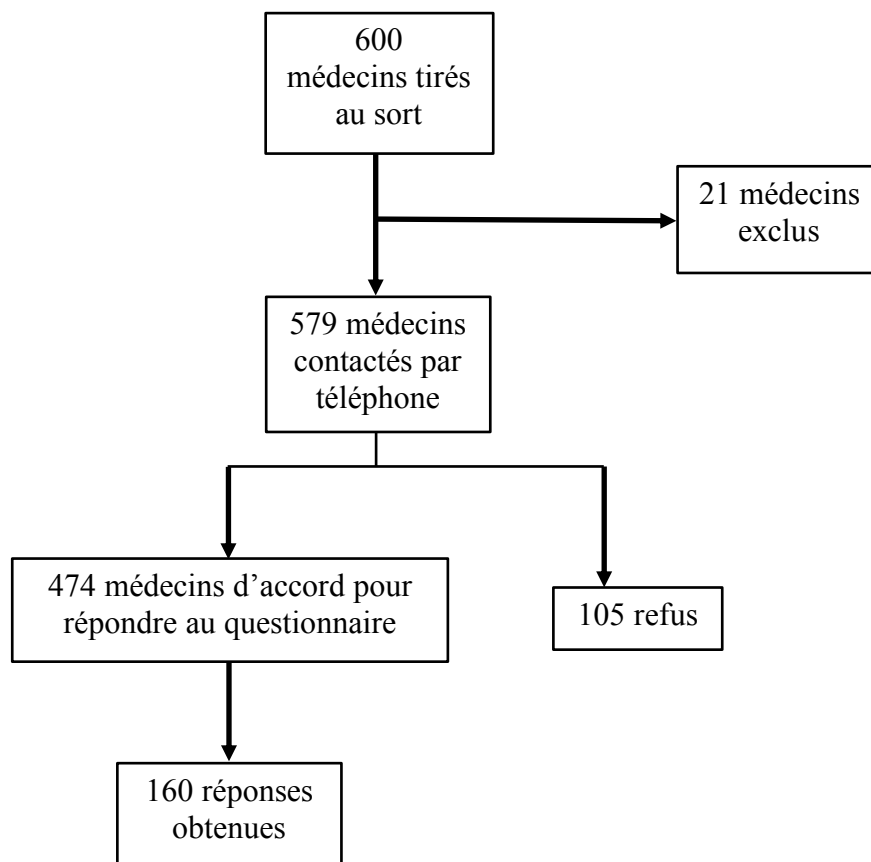 600
médecins tirés
au sort
21 médecins
exclus
579 médecins
contactés par
téléphone
474 médecins d’accord pour
répondre au questionnaire
105 refus
160 réponses
obtenues